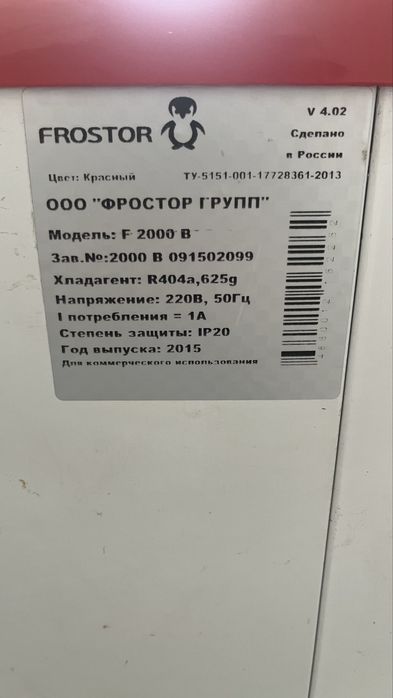 V 4.02
FROSTOR
Сделано
в России
Цвет: Красный
ТУ-5151-001-17728361-2013
ООО "ФРОСТОР ГРУПП"
Модель: F 2000 B
Зав.№:2000 В 091502099
Хладагент: R404a,625g
Напряжение: 220В, 50Гц
I потребления = 1А
Степень защиты: IP20
Год выпуска: 2015
Для коммерческого использования